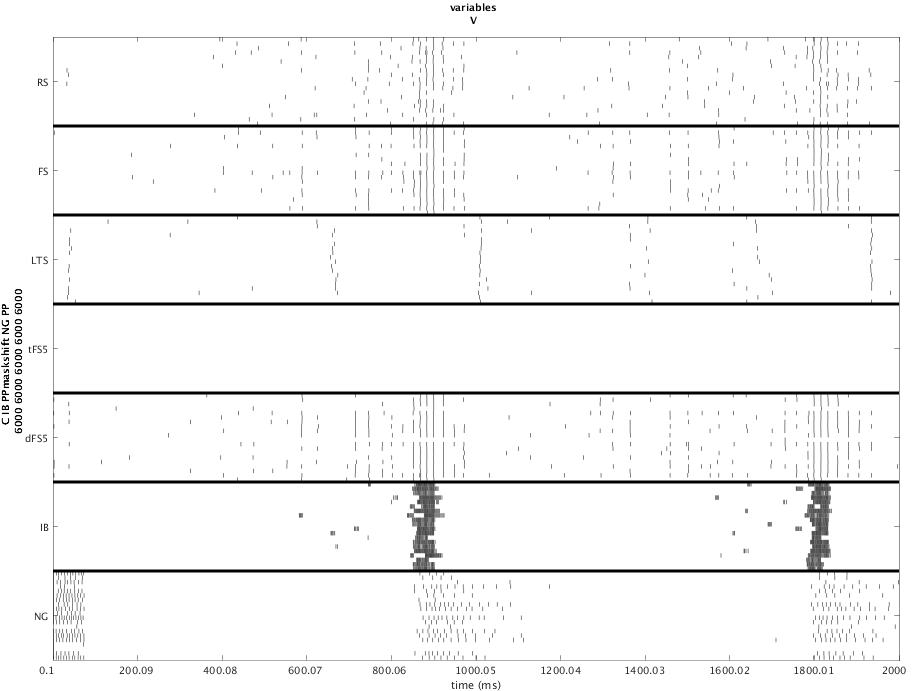 variables
V
C IB PPmaskshift NG PP
6000 6000 6000 6000 6000
RS
FS
LTS
tFS5
dFS5
IB
NG
0.1 200.09 400.08 600.07 800.06 1000.05 1200.04 1400.03 1600.02 1800.01 2000
time (ms)